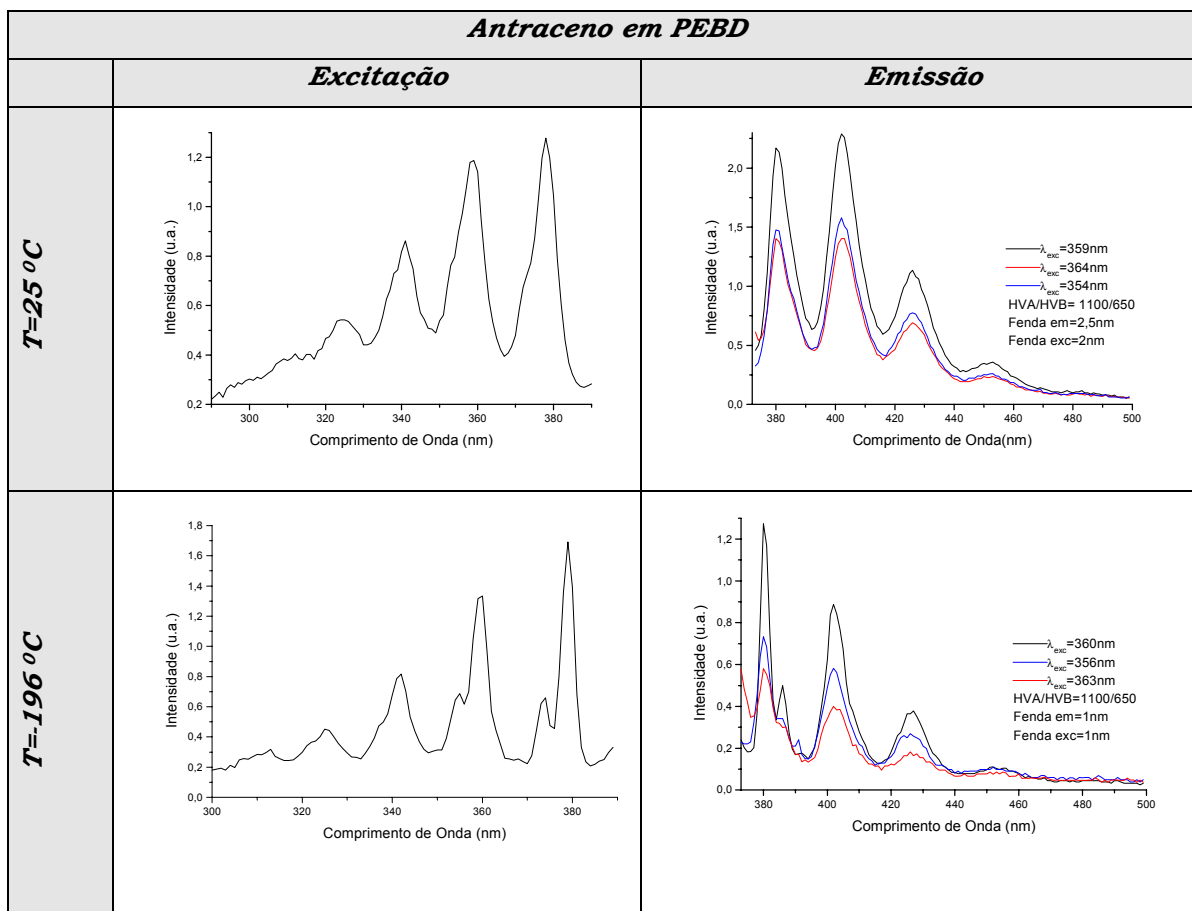 Antraceno em PEBD
Excitação
Emissão
T=25ºC
1,2
1,0
0,8
0,6
0,4
0,2
300
320
340
360
380
Intensidade (u.a.)
Comprimento de Onda (nm)
2,0
1,5
1,0
0,5
0,0
380
400
420
440
460
480
500
Intensidade (u.a.)
Comprimento de Onda(nm)
λexc=359nm
λexc=364nm
λexc=354nm
HVA/HVB= 1100/650
Fenda em=2,5nm
Fenda exc=2nm
T=-196ºC
1,8
1,6
1,4
1,2
1,0
0,8
0,6
0,4
0,2
0,0
300
320
340
360
380
Intensidade (u.a.)
Comprimento de Onda (nm)
1,2
1,0
0,8
0,6
0,4
0,2
0,0
380
400
420
440
460
480
500
Intensidade (u.a.)
Comprimento de Onda (nm)
λexc=360nm
λexc=356nm
λexc=363nm
HVA/HVB=1100/650
Fenda em=1nm
Fenda exc=1nm